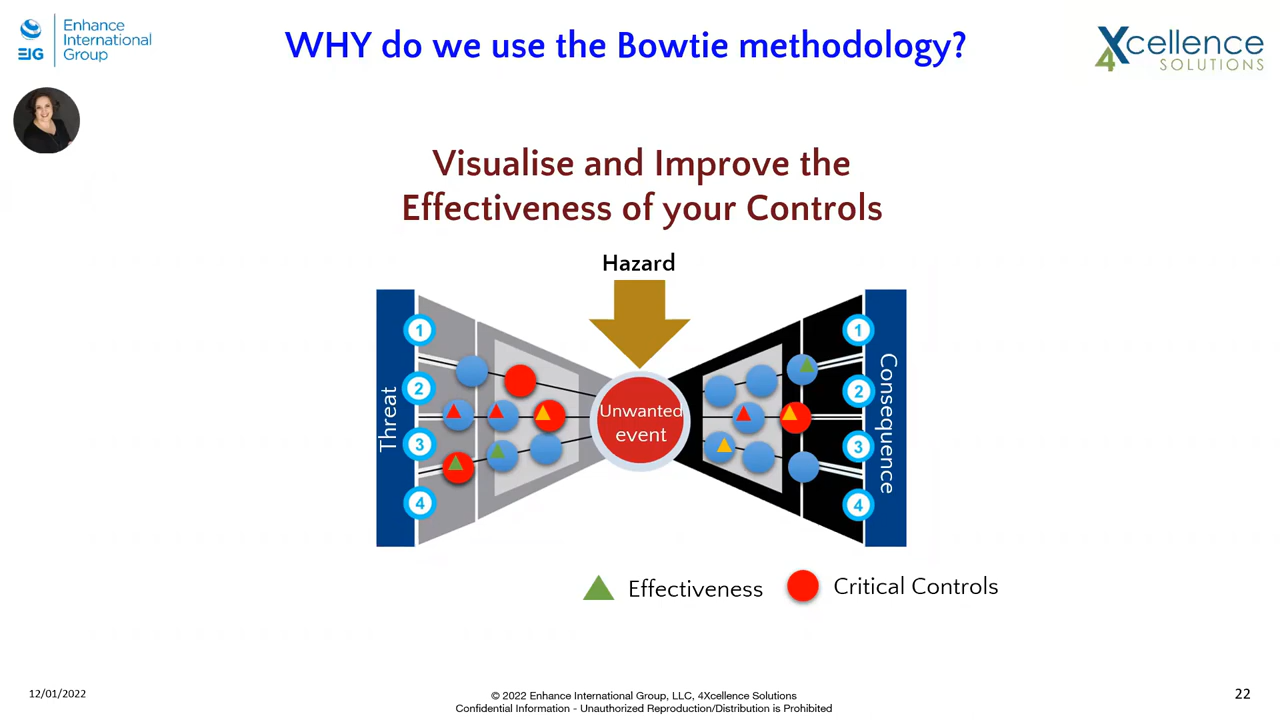 EIG
Enhance
International
Group
WHY do we use the Bowtie methodology?
4Xcellence
SOLUTIONS
Visualise and Improve the
Effectiveness of your Controls
Hazard
Threat
1
2
3
4
Unwanted
event
1
2
3
4
Consequence
Effectiveness
Critical Controls
12/01/2022
© 2022 Enhance International Group, LLC, 4Xcellence Solutions
Confidential Information - Unauthorized Reproduction/Distribution is Prohibited
22